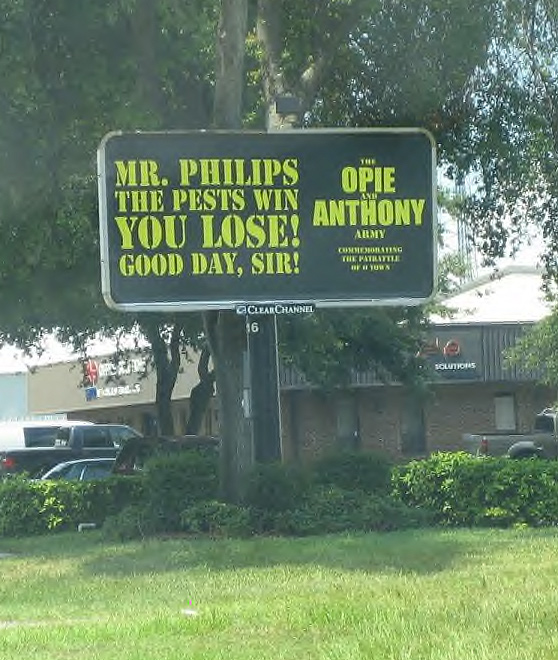 MR. PHILIPS
THE PESTS WIN
YOU LOSE!
GOOD DAY, SIR!
THE
OPIE
AND
ANTHONY
ARMY
COMMEMORATING
THE PATBATTLE
OF O TOWN
CLEARCHANNEL
16
SOLUTIONS